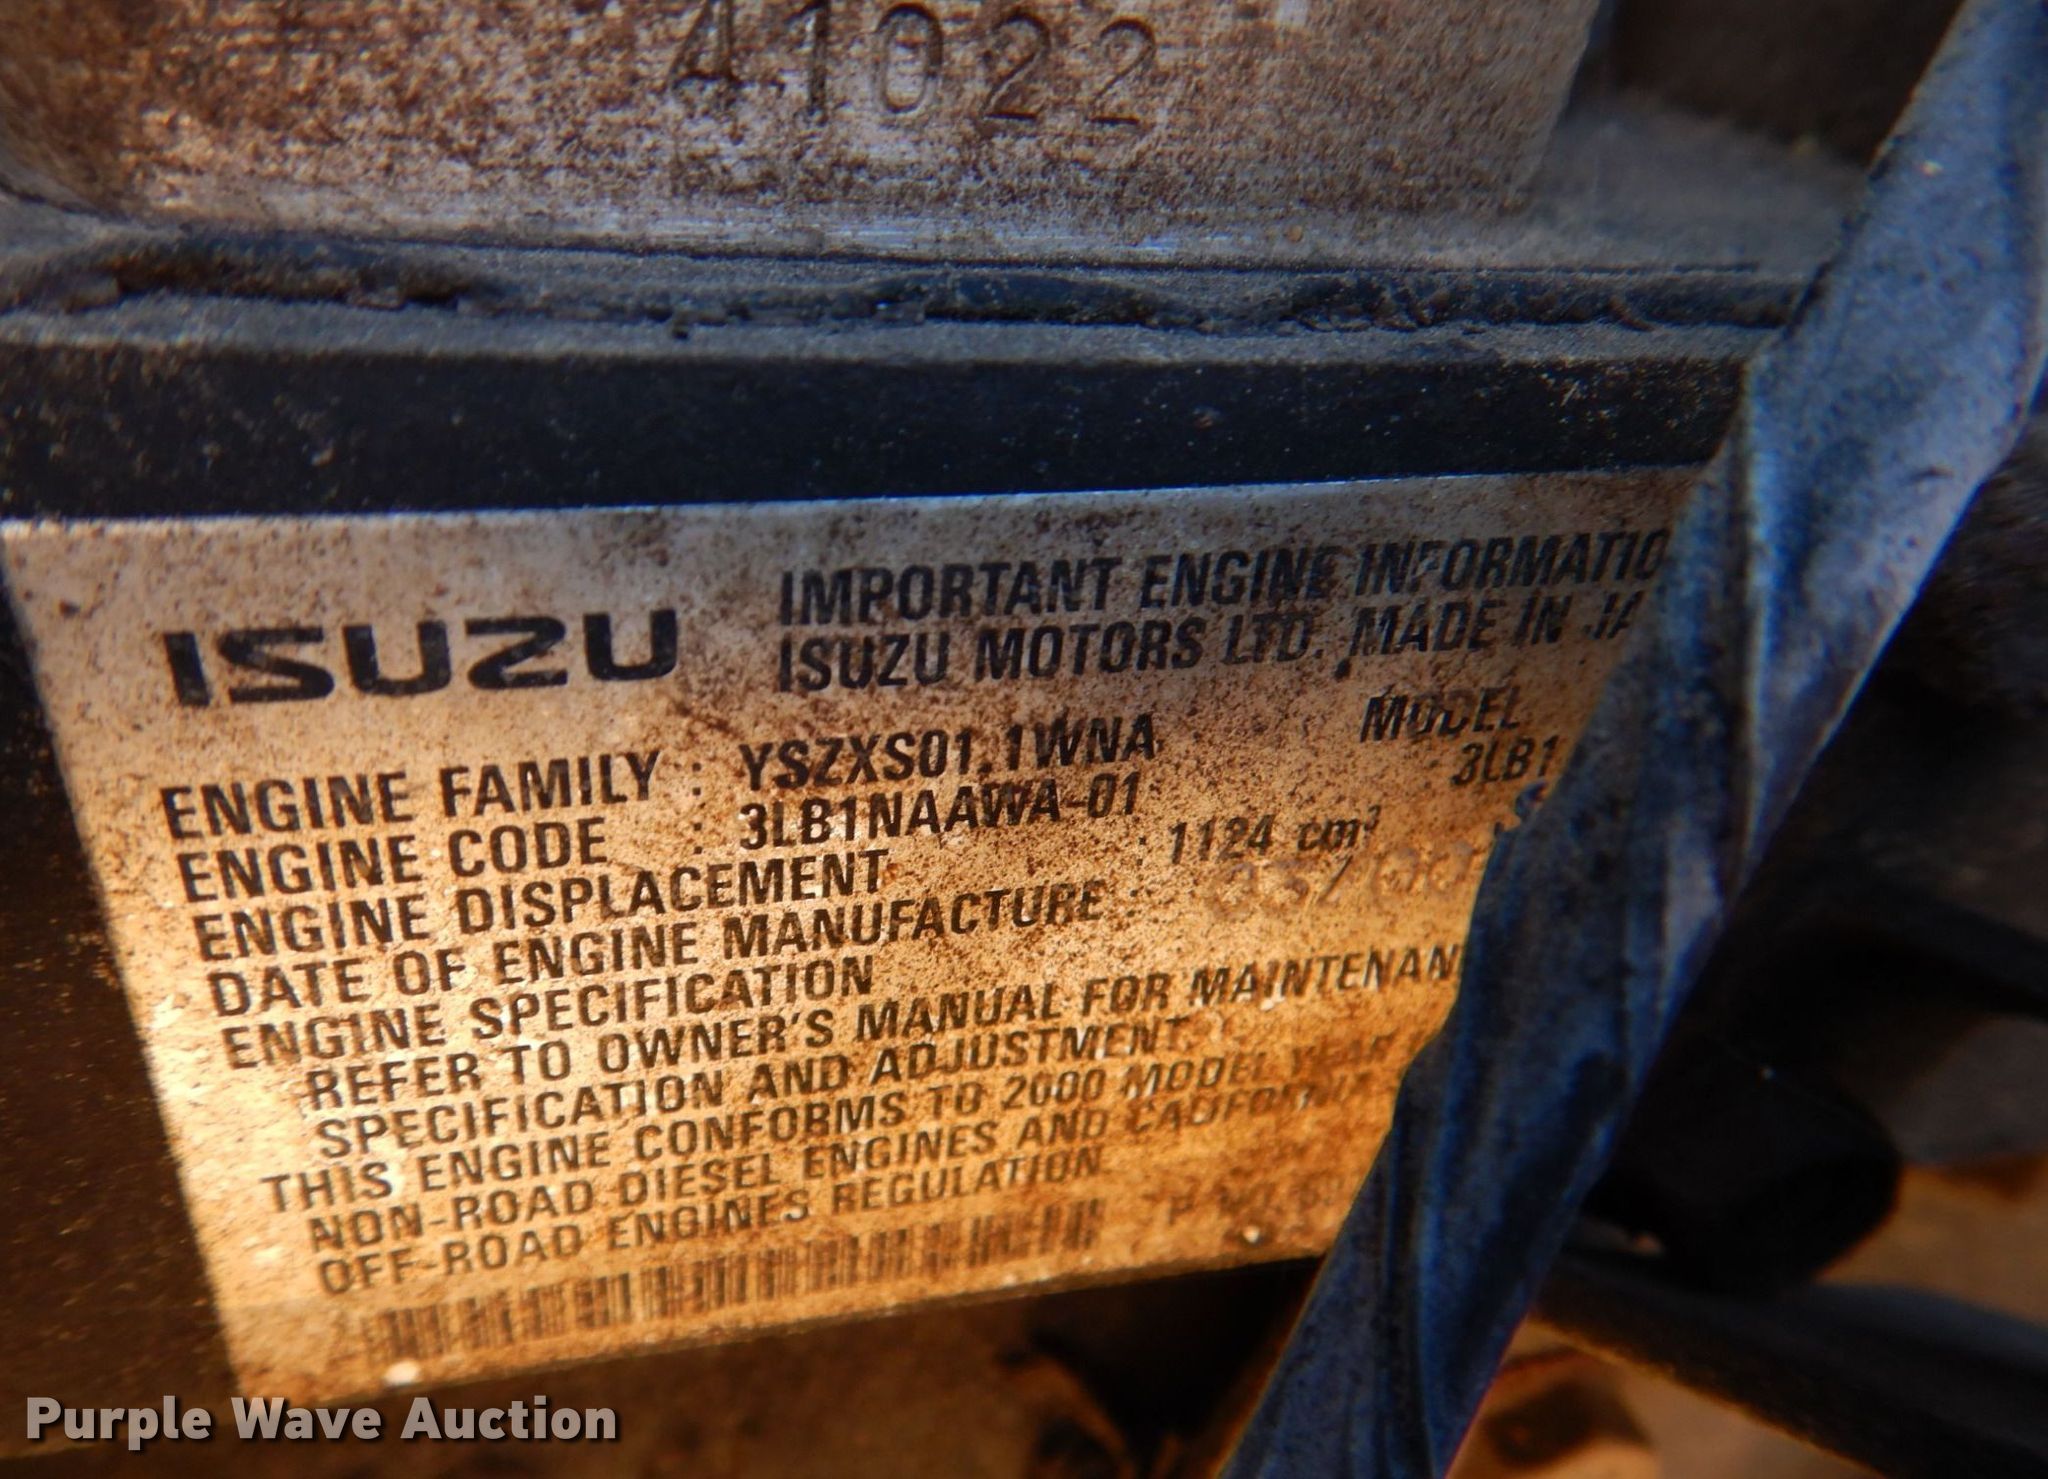 41022
ISUZU
IMPORTANT ENGINE INFORMATIO
ISUZU MOTORS LTD. MADE IN JA
ENGINE FAMILY : YSZXS01.1WNA MODEL
ENGINE CODE : 3LB1NAAWA-01 3LB1
ENGINE DISPLACEMENT : 1124 cm³
DATE OF ENGINE MANUFACTURE :
ENGINE SPECIFICATION
REFER TO OWNER'S MANUAL FOR MAINTENAN
SPECIFICATION AND ADJUSTMENT.
THIS ENGINE CONFORMS TO 2000 MODEL YEAR
NON-ROAD DIESEL ENGINES AND CALIFORNIA
OFF-ROAD ENGINES REGULATION
Purple Wave Auction